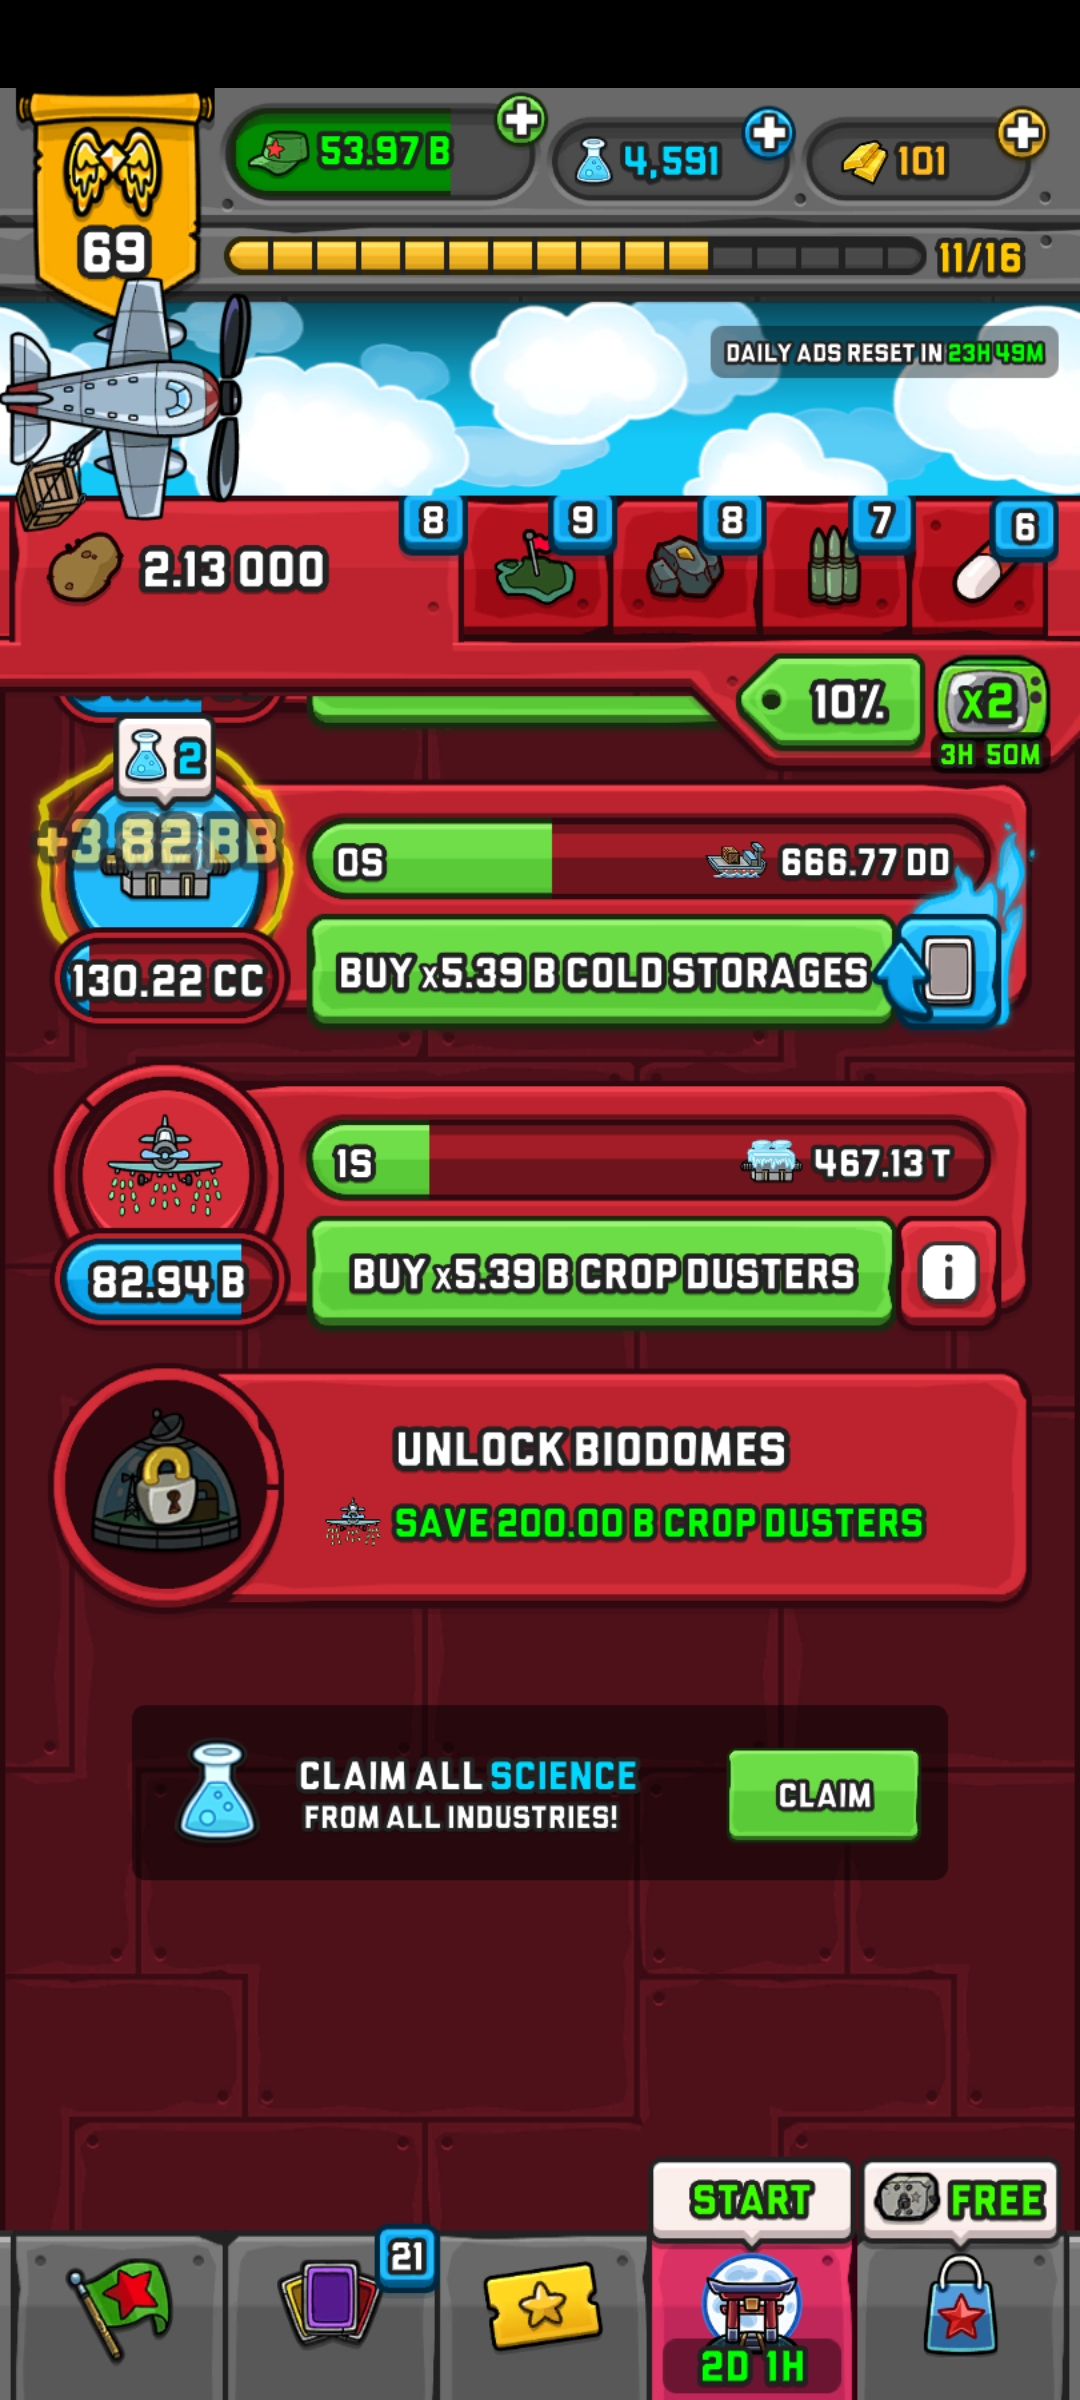 53.97 B
4,591
101
69
11/16
DAILY ADS RESET IN 23H 49M
8
9
8
7
6
2.13 000
10%
x2
3H 50M
2
+3.82 BB
0S
666.77 DD
130.22 CC
BUY x5.39 B COLD STORAGES
1S
467.13 T
82.94 B
BUY x5.39 B CROP DUSTERS
i
UNLOCK BIODOMES
SAVE 200.00 B CROP DUSTERS
CLAIM ALL SCIENCE
FROM ALL INDUSTRIES!
CLAIM
START
FREE
21
2D 1H